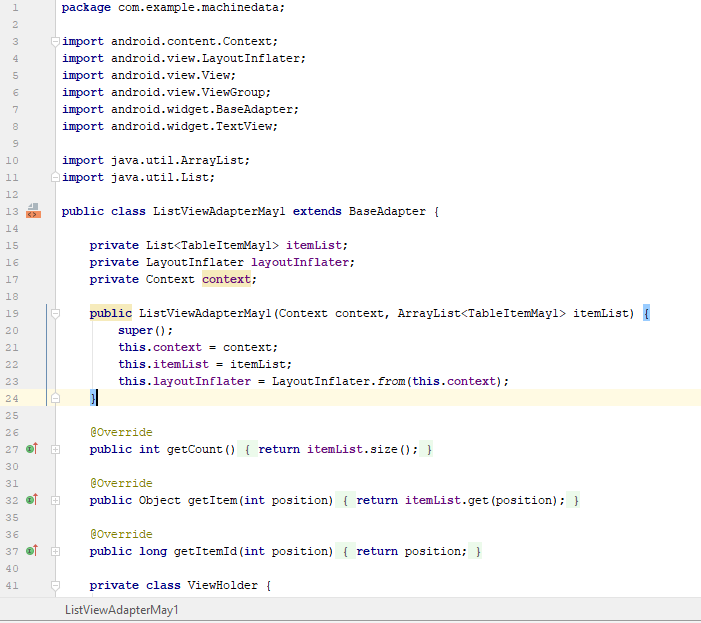 1 package com.example.machinedata;
2
3 import android.content.Context;
4 import android.view.LayoutInflater;
5 import android.view.View;
6 import android.view.ViewGroup;
7 import android.widget.BaseAdapter;
8 import android.widget.TextView;
9
10 import java.util.ArrayList;
11 import java.util.List;
12
13 public class ListViewAdapterMay1 extends BaseAdapter {
14
15 private List<TableItemMay1> itemList;
16 private LayoutInflater layoutInflater;
17 private Context context;
18
19 public ListViewAdapterMay1(Context context, ArrayList<TableItemMay1> itemList) {
20 super();
21 this.context = context;
22 this.itemList = itemList;
23 this.layoutInflater = LayoutInflater.from(this.context);
24 }
25
26 @Override
27 public int getCount() { return itemList.size(); }
30
31 @Override
32 public Object getItem(int position) { return itemList.get(position); }
35
36 @Override
37 public long getItemId(int position) { return position; }
40
41 private class ViewHolder {
ListViewAdapterMay1